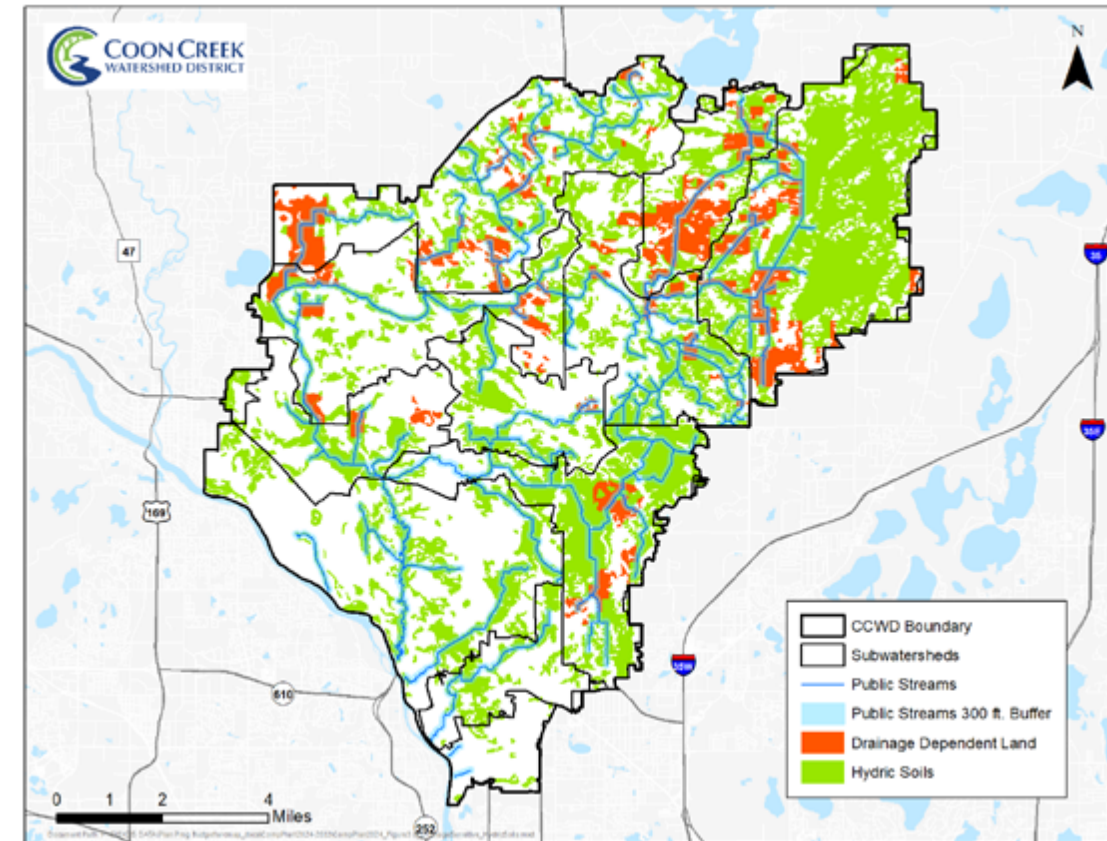 COON CREEK
WATERSHED DISTRICT
N
47
35
35E
169
35W
610
252
CCWD Boundary
Subwatersheds
Public Streams
Public Streams 300 ft. Buffer
Drainage Dependent Land
Hydric Soils
0 1 2 4
Miles